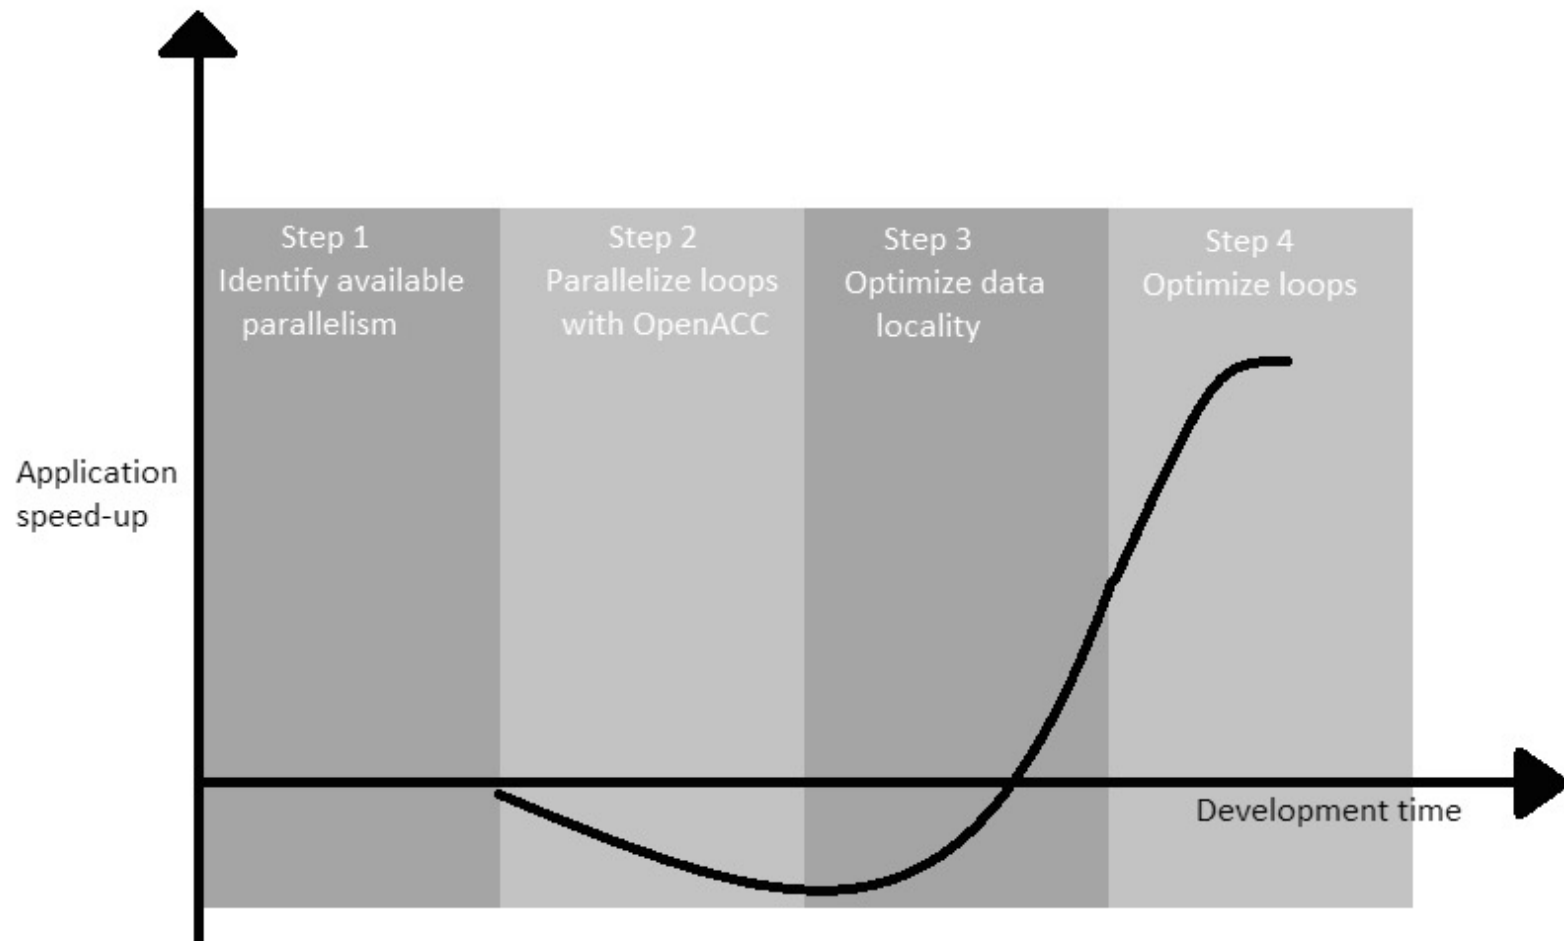 Step 1
Identify available
parallelism
Step 2
Parallelize loops
with OpenACC
Step 3
Optimize data
locality
Step 4
Optimize loops
Application
speed-up
Development time